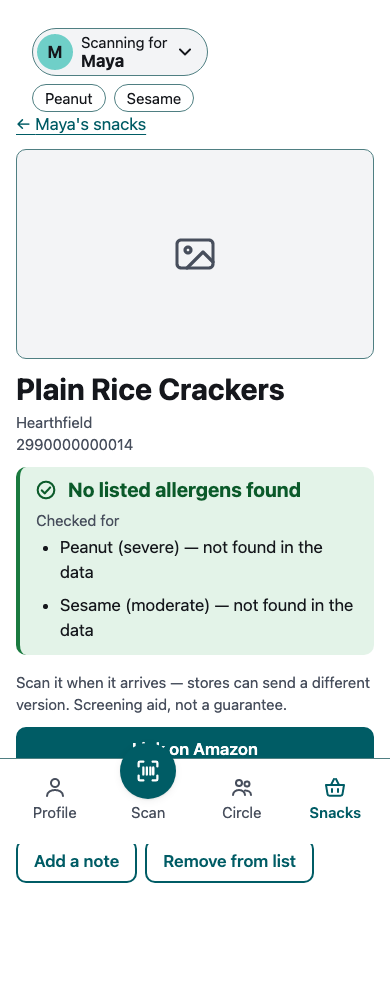 M
Scanning for
Maya
Peanut
Sesame
← Maya's snacks
Plain Rice Crackers
Hearthfield
2990000000014
No listed allergens found
Checked for
• Peanut (severe) — not found in the
data
• Sesame (moderate) — not found in the
data
Scan it when it arrives — stores can send a different
version. Screening aid, not a guarantee.
on Amazon
Profile
Scan
Circle
Snacks
Add a note
Remove from list